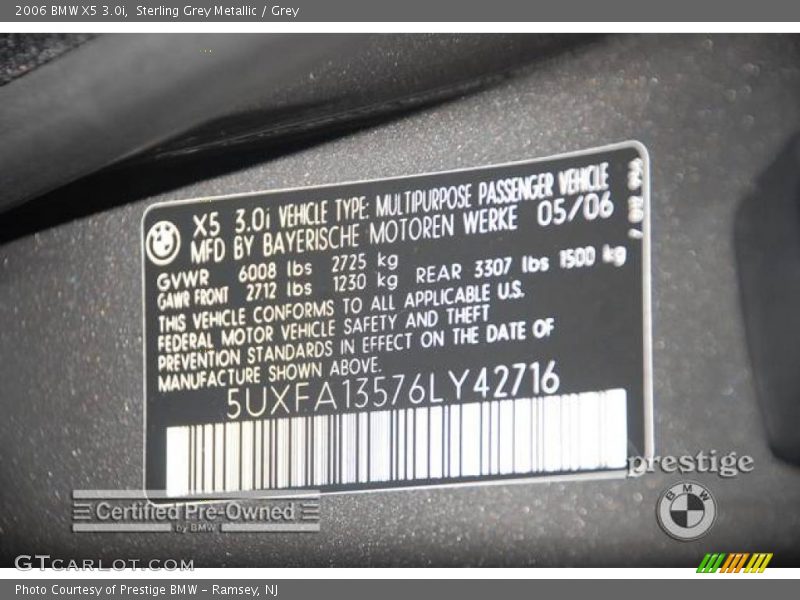 2006 BMW X5 3.0i, Sterling Grey Metallic / Grey
X5 3.0i VEHICLE TYPE: MULTIPURPOSE PASSENGER VEHICLE
MFD BY BAYERISCHE MOTOREN WERKE 05/06
GVWR 6008 lbs 2725 kg
GAWR FRONT 2712 lbs 1230 kg REAR 3307 lbs 1500 kg
THIS VEHICLE CONFORMS TO ALL APPLICABLE U.S.
FEDERAL MOTOR VEHICLE SAFETY AND THEFT
PREVENTION STANDARDS IN EFFECT ON THE DATE OF
MANUFACTURE SHOWN ABOVE.
5UXFA13576LY42716
prestige
BMW
Certified Pre-Owned
by BMW
GTCARLOT.COM
Photo Courtesy of Prestige BMW - Ramsey, NJ